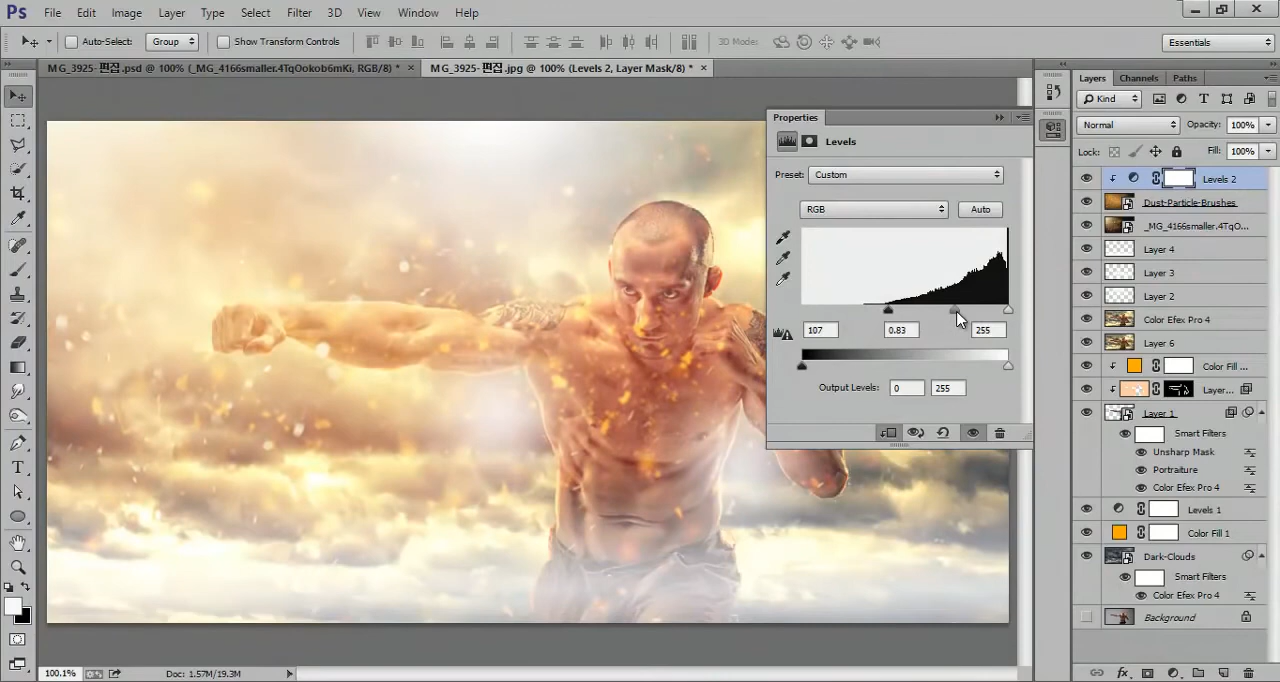 Ps File Edit Image Layer Type Select Filter 3D View Window Help
Auto-Select: Group Show Transform Controls 3D Mode: Essentials
MG_3925-편집.psd @ 100% (_MG_4166smaller.4TqOokob6mKi, RGB/8) * × MG_3925-편집.jpg @ 100% (Levels 2, Layer Mask/8) * ×
Properties
Levels
Preset: Custom
RGB Auto
107 0.83 255
Output Levels: 0 255
Layers Channels Paths
Kind
Normal Opacity: 100%
Lock: Fill: 100%
Levels 2
Dust-Particle-Brushes
_MG_4166smaller.4TqO...
Layer 4
Layer 3
Layer 2
Color Efex Pro 4
Layer 6
Color Fill ...
Layer...
Layer 1
Smart Filters
Unsharp Mask
Portraiture
Color Efex Pro 4
Levels 1
Color Fill 1
Dark-Clouds
Smart Filters
Color Efex Pro 4
Background
100.1% Doc: 1.57M/19.3M